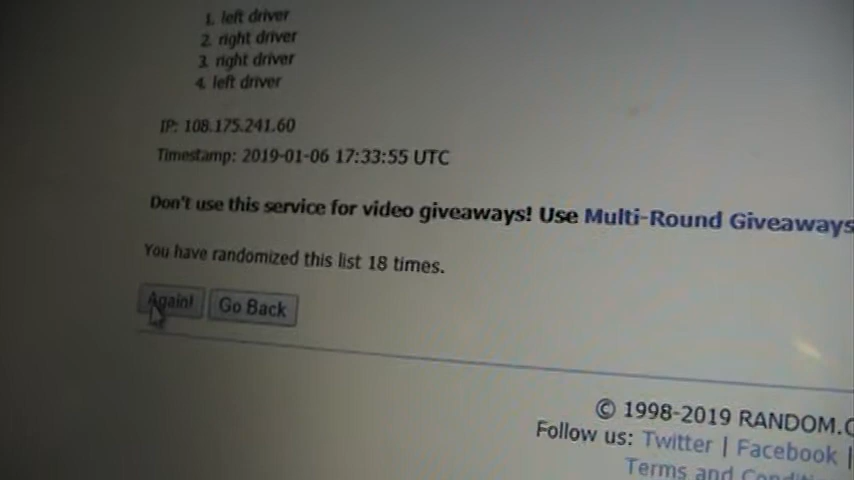 1. left driver
2. right driver
3. right driver
4. left driver
IP: 108.175.241.60
Timestamp: 2019-01-06 17:33:55 UTC
Don't use this service for video giveaways! Use Multi-Round Giveaways
You have randomized this list 18 times.
Again! Go Back
© 1998-2019 RANDOM.
Follow us: Twitter | Facebook |
Terms and